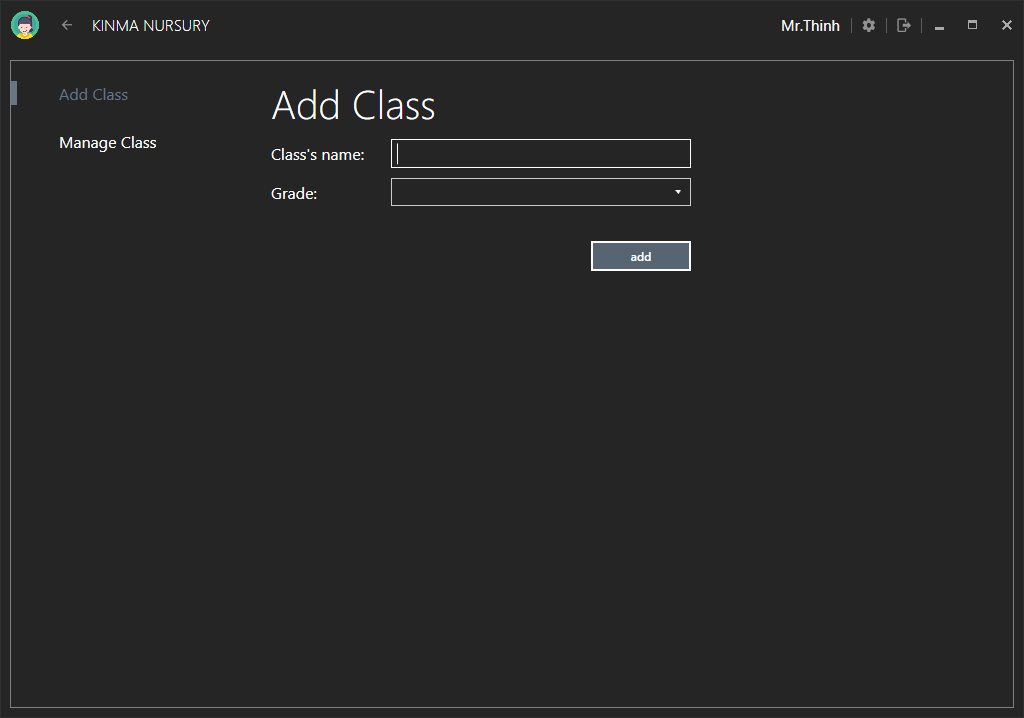 KINMA NURSURY
Mr.Thinh
Add Class
Manage Class
Add Class
Class's name:
Grade:
add